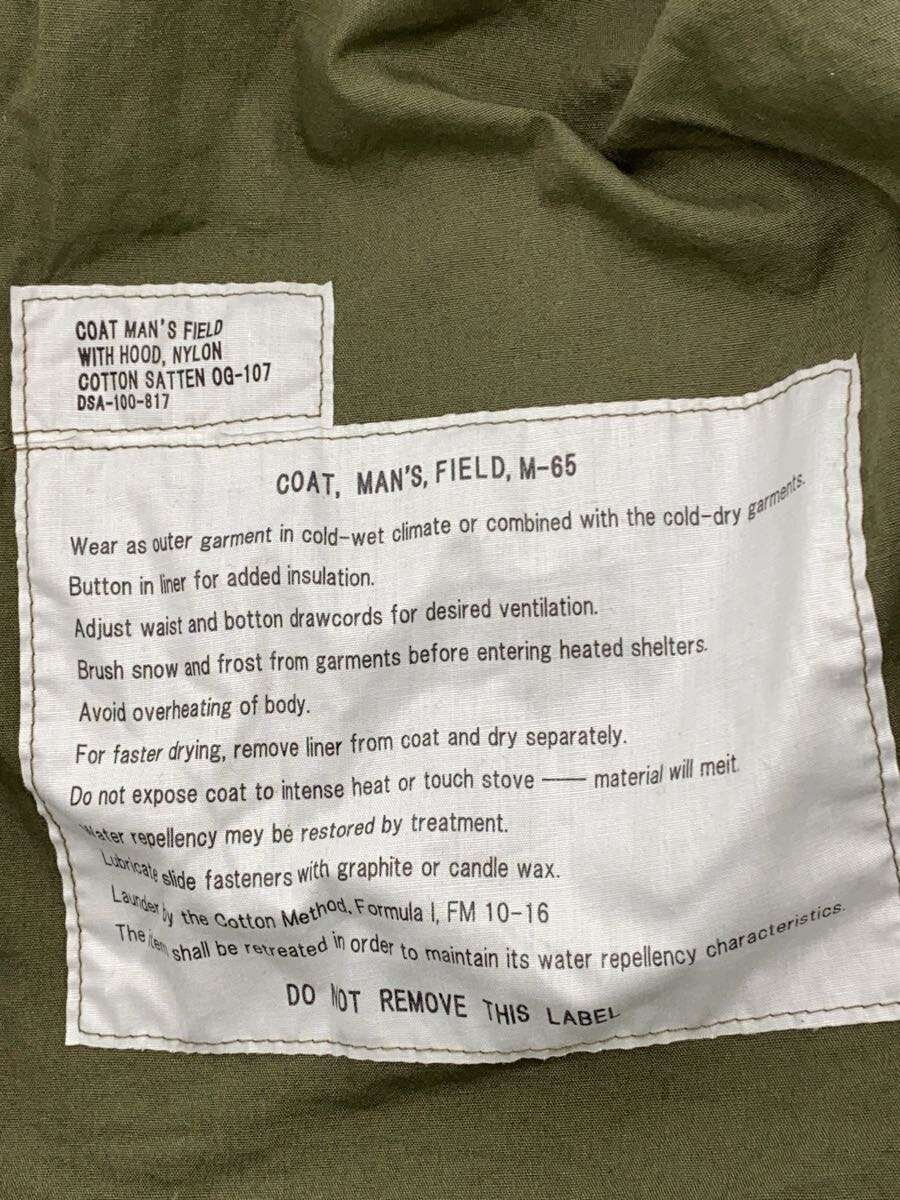 COAT MAN'S FIELD
WITH HOOD, NYLON
COTTON SATTEN OG-107
DSA-100-817
COAT, MAN'S, FIELD, M-65
Wear as outer garment in cold-wet climate or combined with the cold-dry garments.
Button in liner for added insulation.
Adjust waist and botton drawcords for desired ventilation.
Brush snow and frost from garments before entering heated shelters.
Avoid overheating of body.
For faster drying, remove liner from coat and dry separately.
Do not expose coat to intense heat or touch stove —— material will meit.
Water repellency mey be restored by treatment.
Lubricate slide fasteners with graphite or candle wax.
Launder by the Cotton Method. Formula I, FM 10-16
The item shall be retreated in order to maintain its water repellency characteristics.
DO NOT REMOVE THIS LABEL